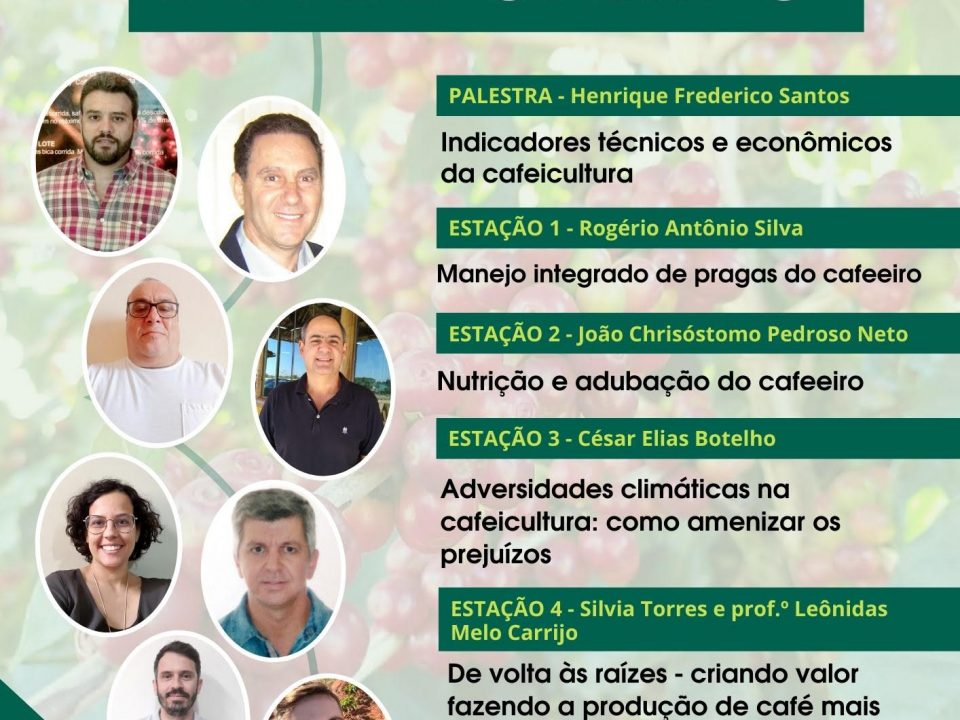 PALESTRA - Henrique Frederico Santos
Indicadores técnicos e econômicos
da cafeicultura
ESTAÇÃO 1 - Rogério Antônio Silva
Manejo integrado de pragas do cafeeiro
ESTAÇÃO 2 - João Chrisóstomo Pedroso Neto
Nutrição e adubação do cafeeiro
ESTAÇÃO 3 - César Elias Botelho
Adversidades climáticas na
cafeicultura: como amenizar os
prejuízos
ESTAÇÃO 4 - Silvia Torres e prof.º Leônidas
Melo Carrijo
De volta às raízes - criando valor
fazendo a produção de café mais
LOTE